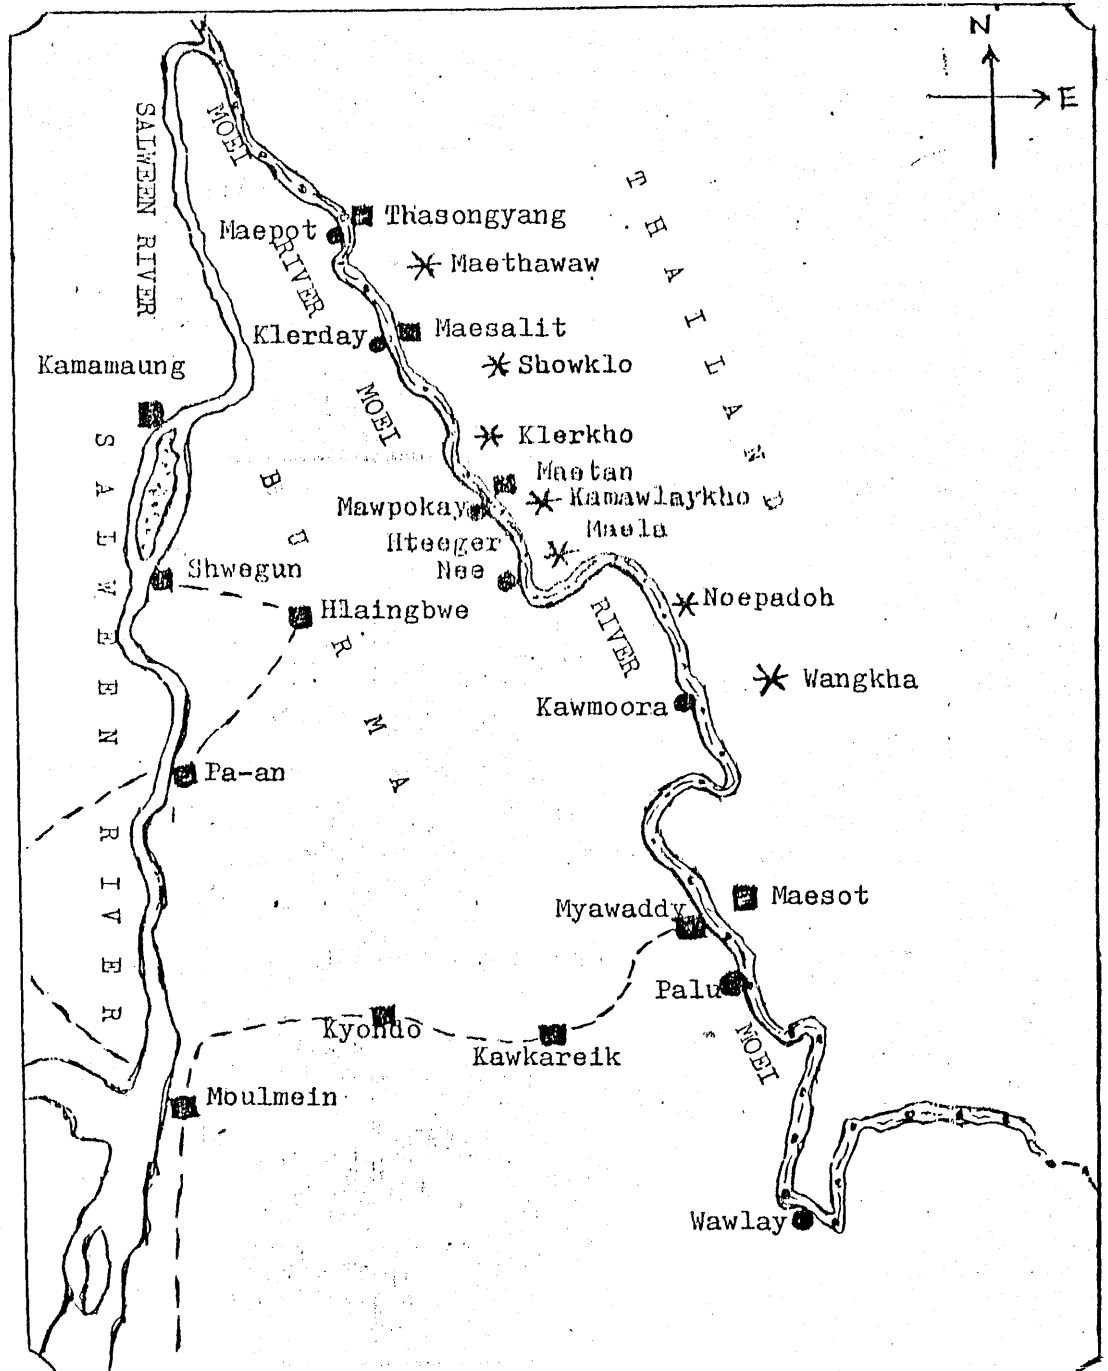 N
E
SALWEEN RIVER
MOEI
RIVER
THAILAND
Thasongyang
Maepot
Maethawaw
Klerday
Maesalit
Showklo
Kamamaung
MOEI
RIVER
Klerkho
Maetan
Kamawlaykho
Mawpokay
Maela
Hteeger
Nee
SALWEEN RIVER
BURMA
Shwegun
Hlaingbwe
Noepadoh
Wangkha
Kawmoora
Pa-an
Maesot
Myawaddy
Palu
Kyondo
Kawkareik
MOEI
Moulmein
Wawlay